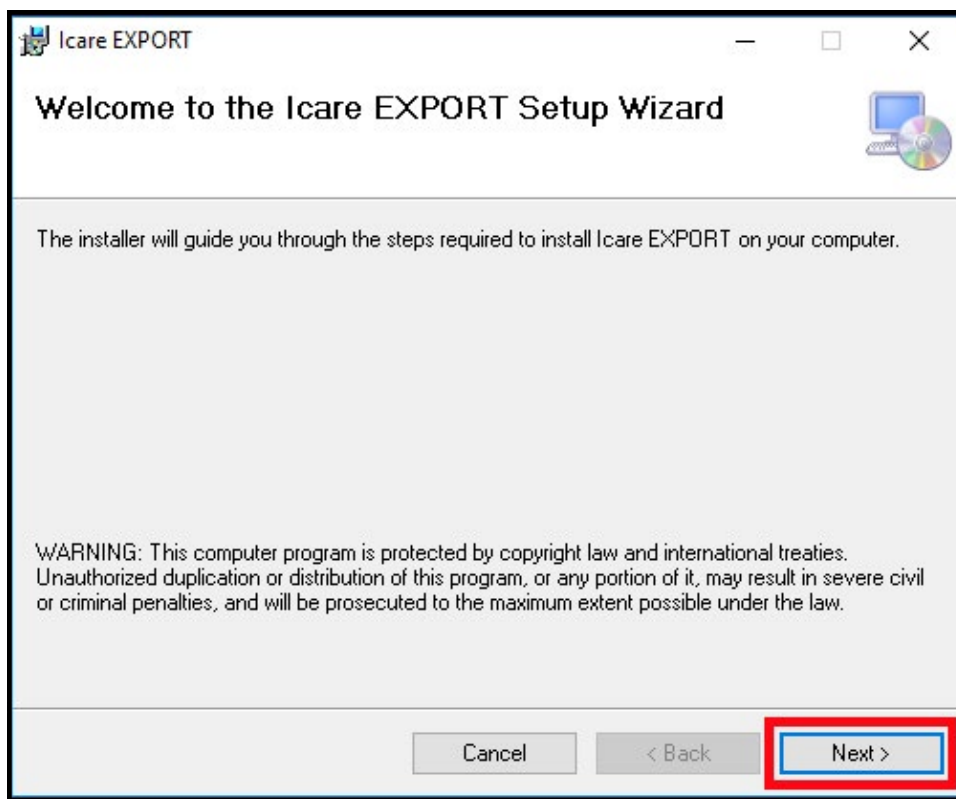 Icare EXPORT
Welcome to the Icare EXPORT Setup Wizard
The installer will guide you through the steps required to install Icare EXPORT on your computer.
WARNING: This computer program is protected by copyright law and international treaties.
Unauthorized duplication or distribution of this program, or any portion of it, may result in severe civil
or criminal penalties, and will be prosecuted to the maximum extent possible under the law.
Cancel
< Back
Next >